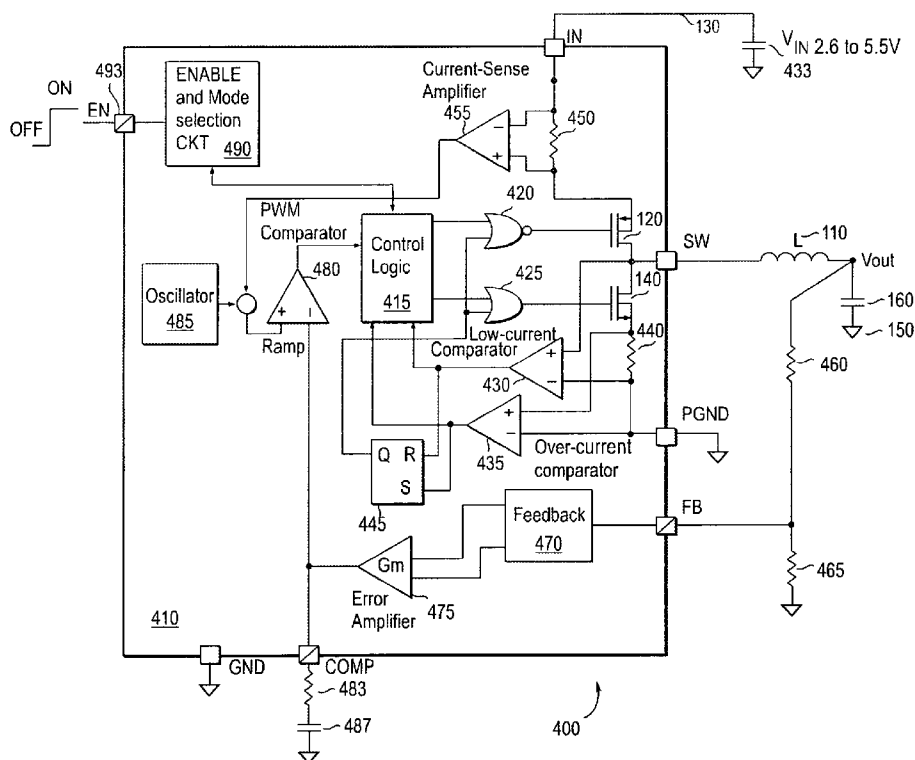 IN
130
V_IN 2.6 to 5.5V
433
493
ON
OFF
EN
ENABLE
and Mode
selection
CKT
490
Current-Sense
Amplifier
455
-
+
450
420
120
SW
L
110
Vout
PWM
Comparator
480
Control
Logic
415
425
140
160
150
Oscillator
485
+
-
Ramp
Low-current
Comparator
430
+
-
440
460
+
-
435
Over-current
comparator
PGND
Q
R
S
445
Feedback
470
FB
465
Gm
475
Error
Amplifier
410
GND
COMP
483
487
400